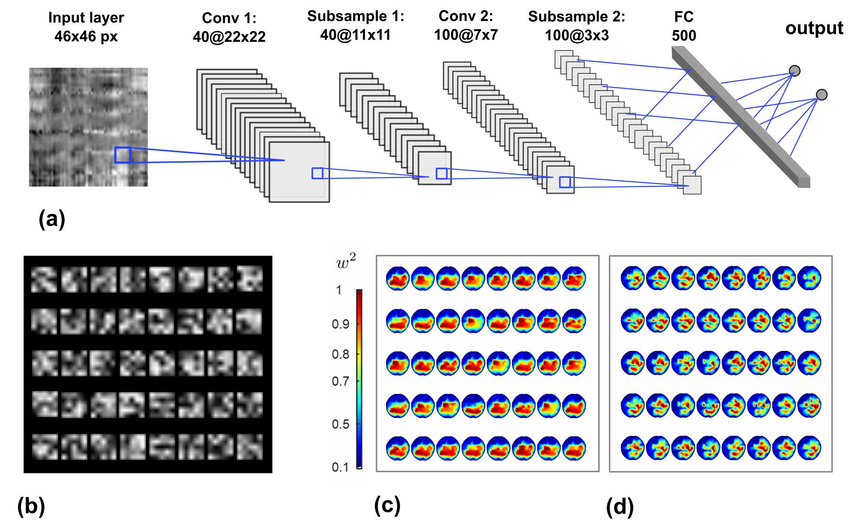 Input layer
46x46 px
Conv 1:
40@22x22
Subsample 1:
40@11x11
Conv 2:
100@7x7
Subsample 2:
100@3x3
FC
500
output
(a)
w²
1
0.9
0.8
0.7
0.5
0.1
(b)
(c)
(d)